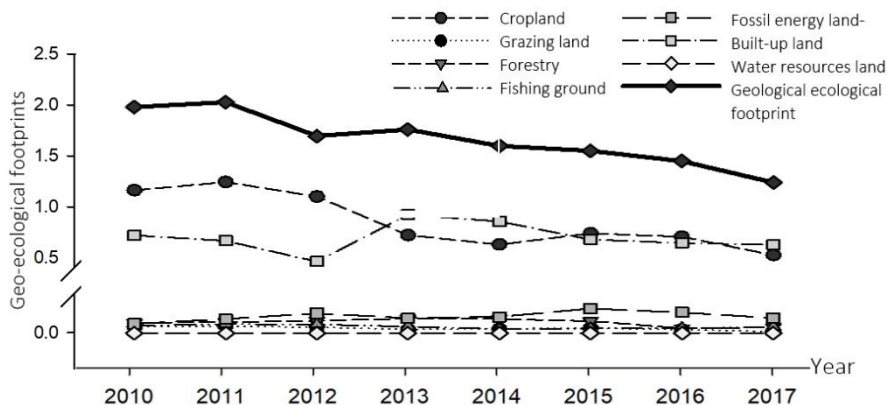 Cropland
Grazing land
Forestry
Fishing ground
Fossil energy land-
Built-up land
Water resources land
Geological ecological
footprint
Geo-ecological footprints
2.5
2.0
1.5
1.0
0.5
0.0
Year
2010 2011 2012 2013 2014 2015 2016 2017